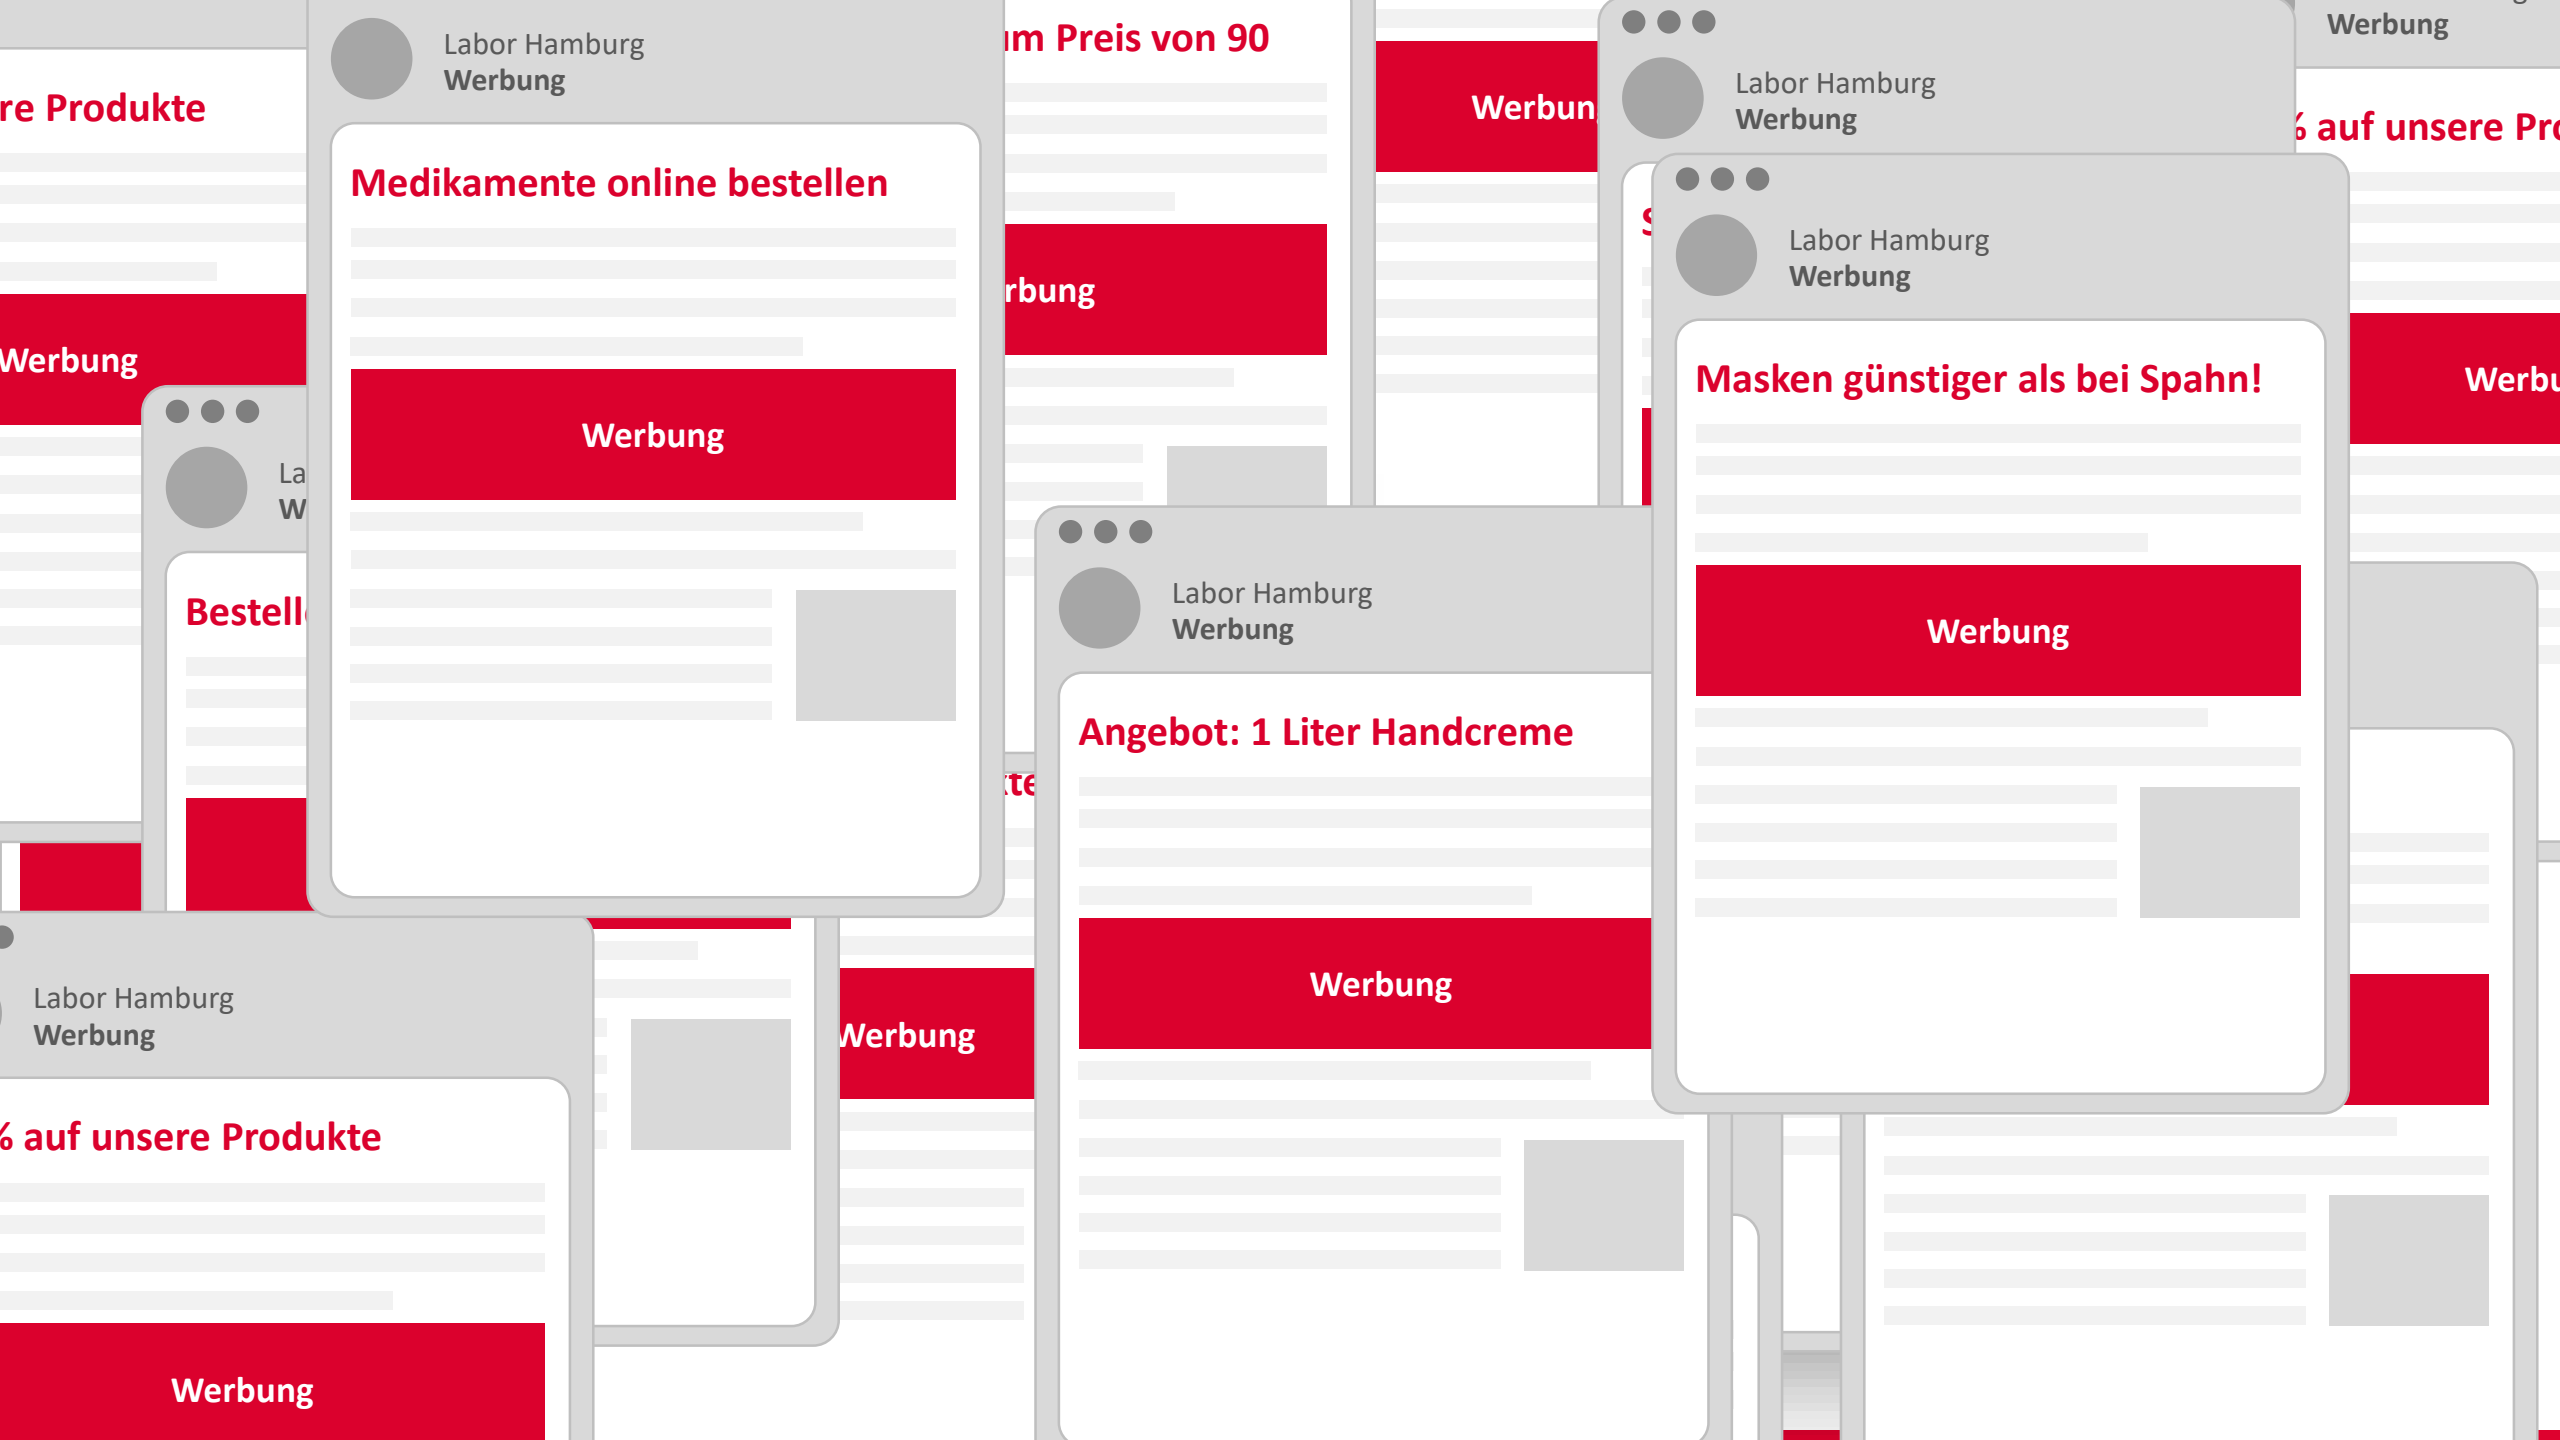 Labor Hamburg
Werbung
Medikamente online bestellen
Werbung
re Produkte
Werbung
m Preis von 90
rbung
Werbun
Labor Hamburg
Werbung
Werbung
% auf unsere Pro
Werbu
Labor Hamburg
Werbung
Masken günstiger als bei Spahn!
Werbung
La
W
Bestell
Labor Hamburg
Werbung
Angebot: 1 Liter Handcreme
Werbung
kte
Werbung
Labor Hamburg
Werbung
% auf unsere Produkte
Werbung